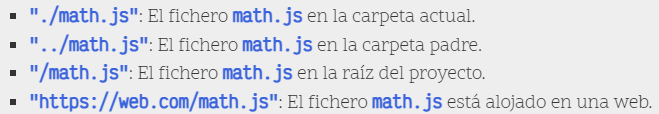 ▪ "./math.js": El fichero math.js en la carpeta actual.
▪ "../math.js": El fichero math.js en la carpeta padre.
▪ "/math.js": El fichero math.js en la raíz del proyecto.
▪ "https://web.com/math.js": El fichero math.js está alojado en una web.